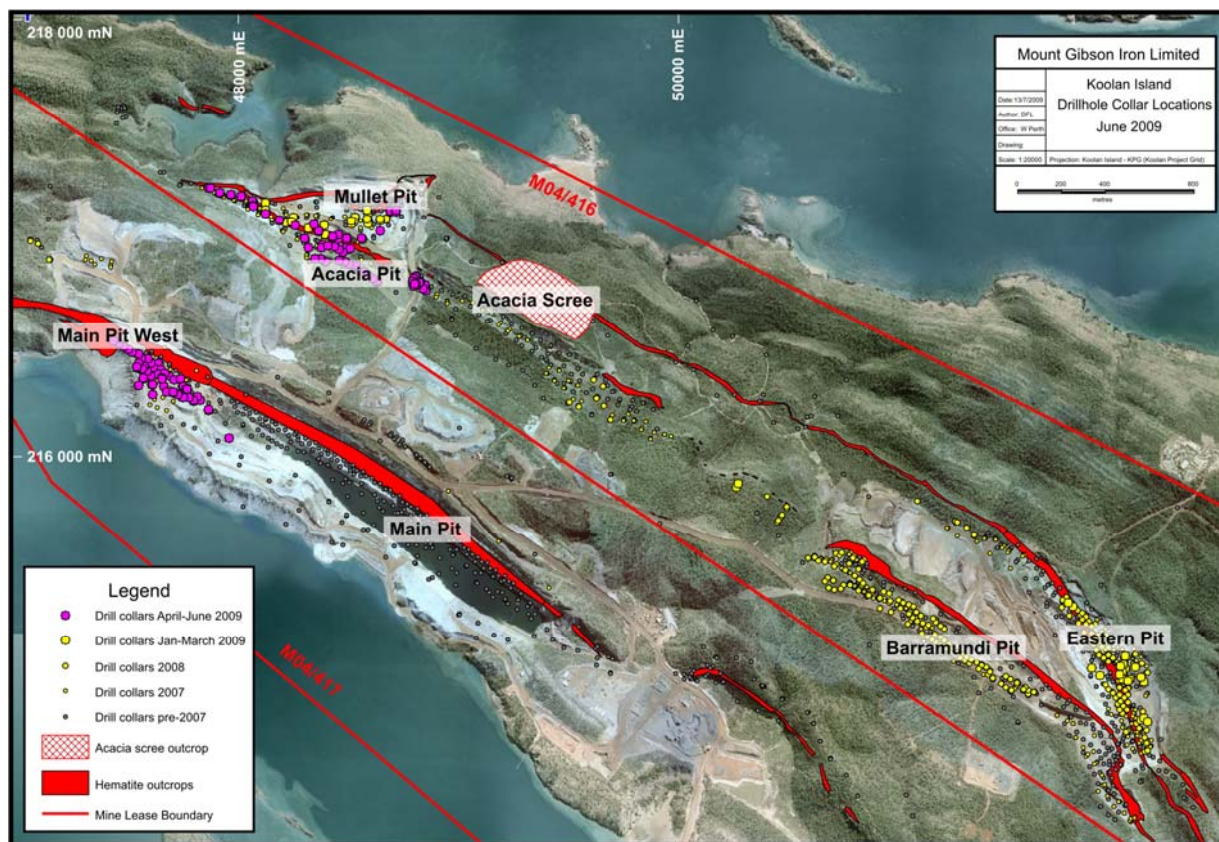 218 000 mN
48000 mE
50000 mE
Mount Gibson Iron Limited
Koolan Island
Drillhole Collar Locations
June 2009
Date:13/7/2009
Author: DFL
Office: W Perth
Drawing:
Scale: 1:20000
Projection: Koolan Island - KPG (Koolan Project Grid)
0 200 400 800
metres
M04/416
Mullet Pit
Acacia Pit
Acacia Scree
Main Pit West
216 000 mN
Main Pit
Barramundi Pit
Eastern Pit
M04/417
Legend
Drill collars April-June 2009
Drill collars Jan-March 2009
Drill collars 2008
Drill collars 2007
Drill collars pre-2007
Acacia scree outcrop
Hematite outcrops
Mine Lease Boundary